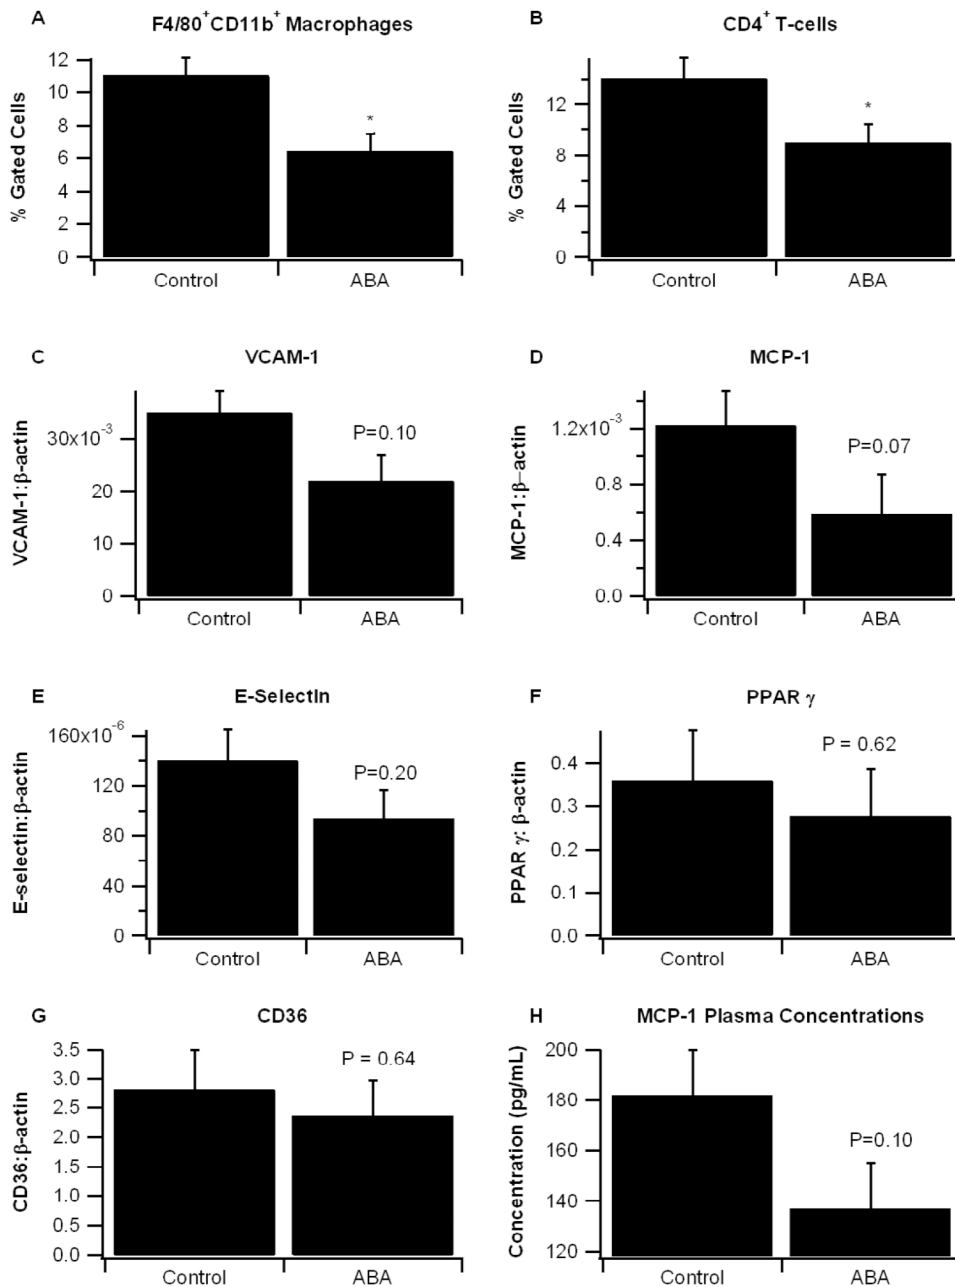 A
F4/80⁺CD11b⁺ Macrophages
% Gated Cells
12
10
8
6
4
2
0
*
Control
ABA
B
CD4⁺ T-cells
% Gated Cells
12
8
4
0
*
Control
ABA
C
VCAM-1
VCAM-1:β-actin
30x10⁻³
20
10
0
P=0.10
Control
ABA
D
MCP-1
MCP-1:β-actin
1.2x10⁻³
0.8
0.4
0.0
P=0.07
Control
ABA
E
E-Selectin
E-selectin:β-actin
160x10⁻⁶
120
80
40
0
P=0.20
Control
ABA
F
PPAR γ
PPAR γ: β-actin
0.4
0.3
0.2
0.1
0.0
P = 0.62
Control
ABA
G
CD36
CD36:β-actin
3.5
3.0
2.5
2.0
1.5
1.0
0.5
0.0
P = 0.64
Control
ABA
H
MCP-1 Plasma Concentrations
Concentration (pg/mL)
200
180
160
140
120
P=0.10
Control
ABA